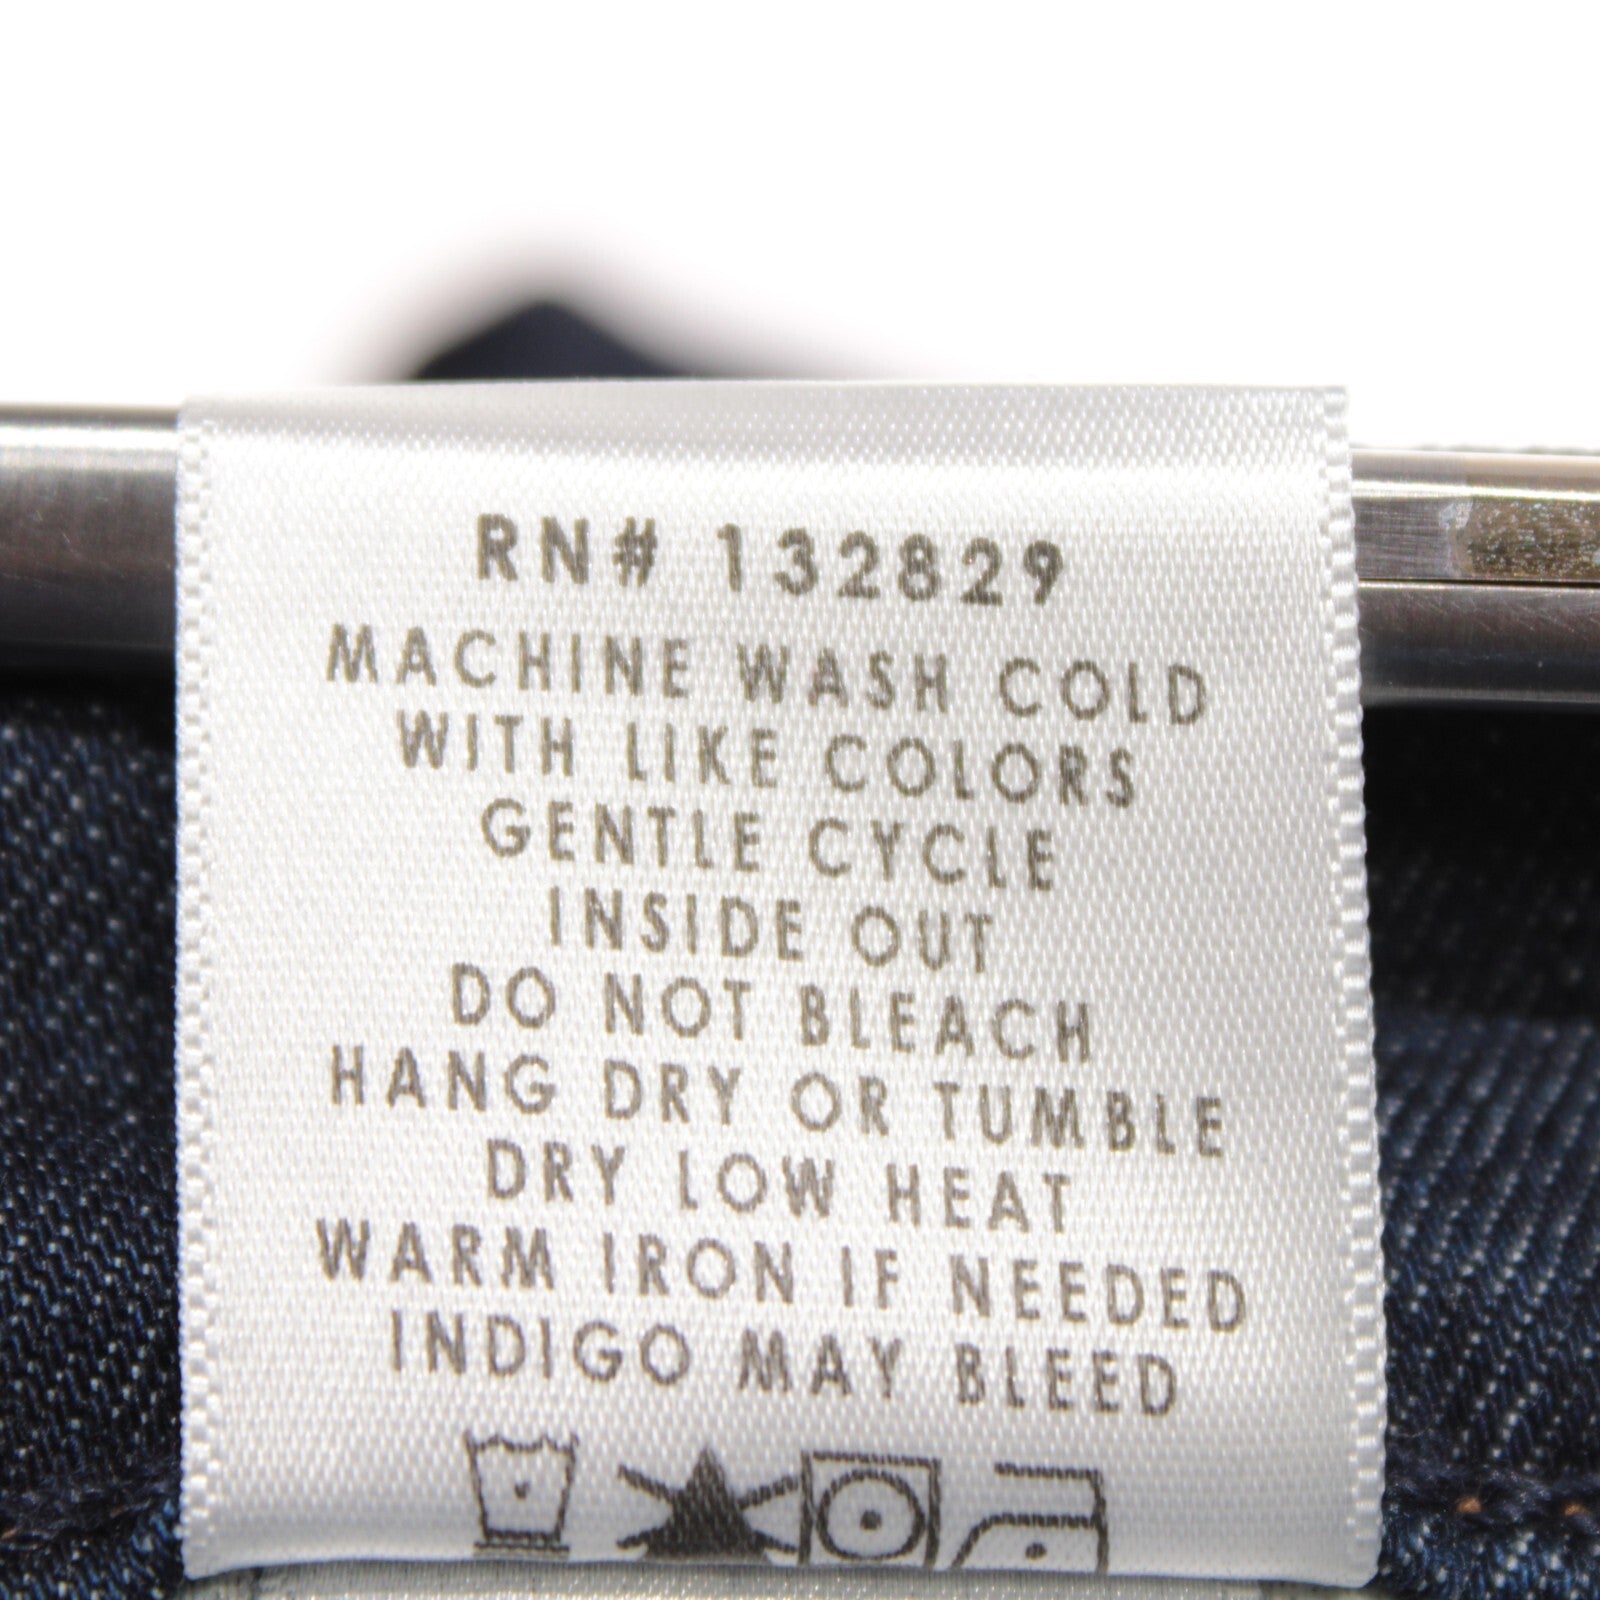 RN# 132829
MACHINE WASH COLD
WITH LIKE COLORS
GENTLE CYCLE
INSIDE OUT
DO NOT BLEACH
HANG DRY OR TUMBLE
DRY LOW HEAT
WARM IRON IF NEEDED
INDIGO MAY BLEED